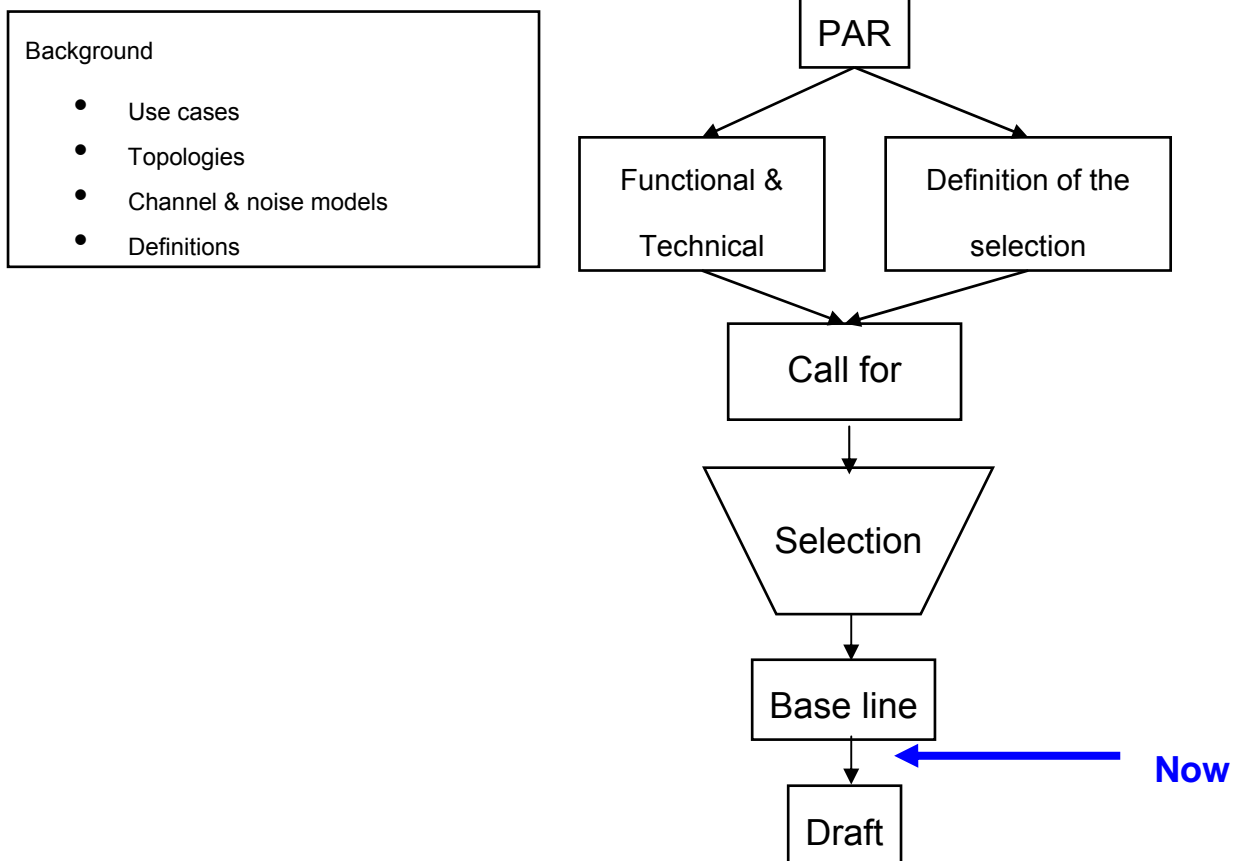 Background
• Use cases
• Topologies
• Channel & noise models
• Definitions
PAR
Functional &
Technical
Definition of the
selection
Call for
Selection
Base line
Now
Draft